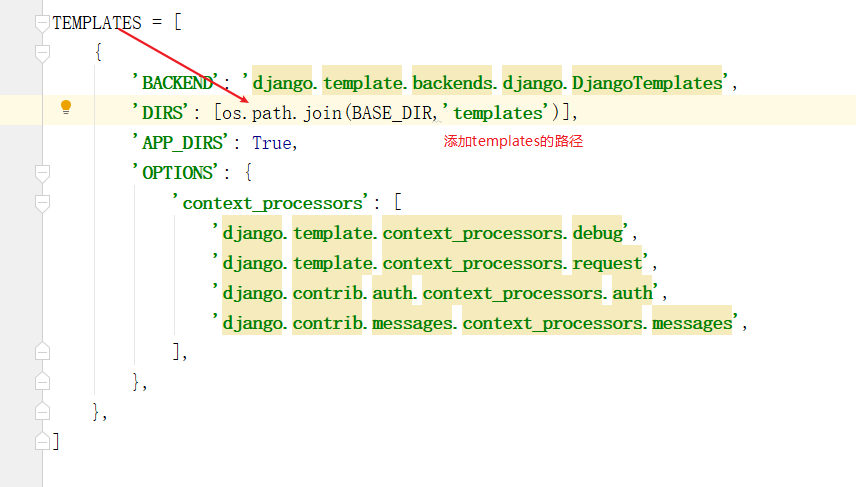 TEMPLATES = [
    {
        'BACKEND': 'django.template.backends.django.DjangoTemplates',
        'DIRS': [os.path.join(BASE_DIR,'templates')],
        'APP_DIRS': True,
添加templates的路径
        'OPTIONS': {
            'context_processors': [
                'django.template.context_processors.debug',
                'django.template.context_processors.request',
                'django.contrib.auth.context_processors.auth',
                'django.contrib.messages.context_processors.messages',
            ],
        },
    },
]